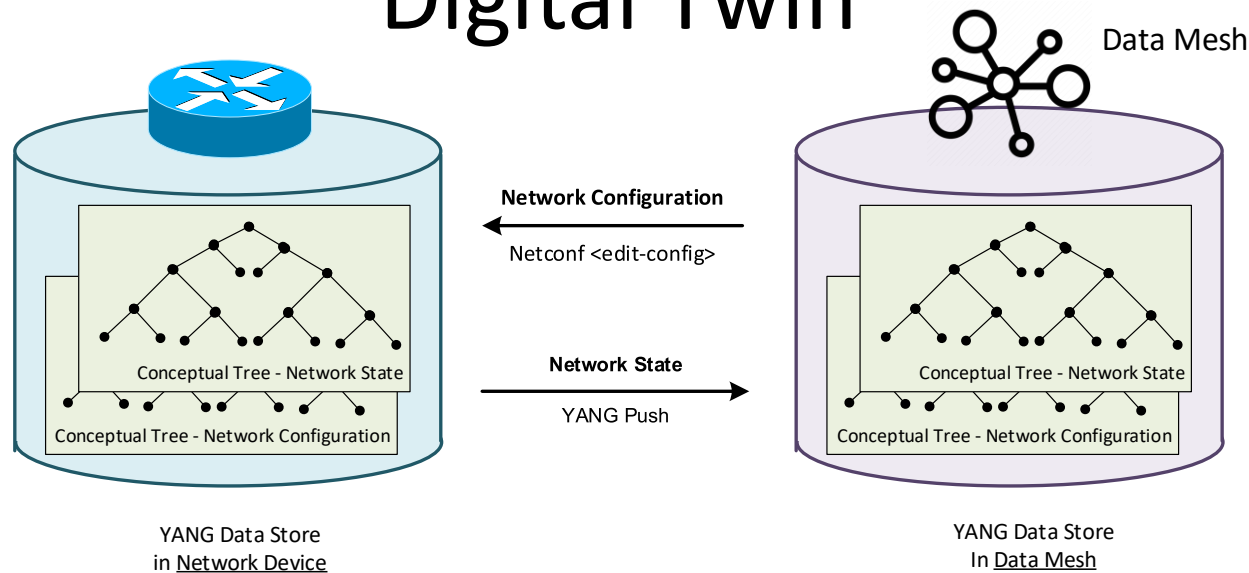 Digital Twin
Data Mesh
Network Configuration
Netconf <edit-config>
Network State
YANG Push
Conceptual Tree - Network State
Conceptual Tree - Network Configuration
Conceptual Tree - Network State
Conceptual Tree - Network Configuration
YANG Data Store
in Network Device
YANG Data Store
In Data Mesh